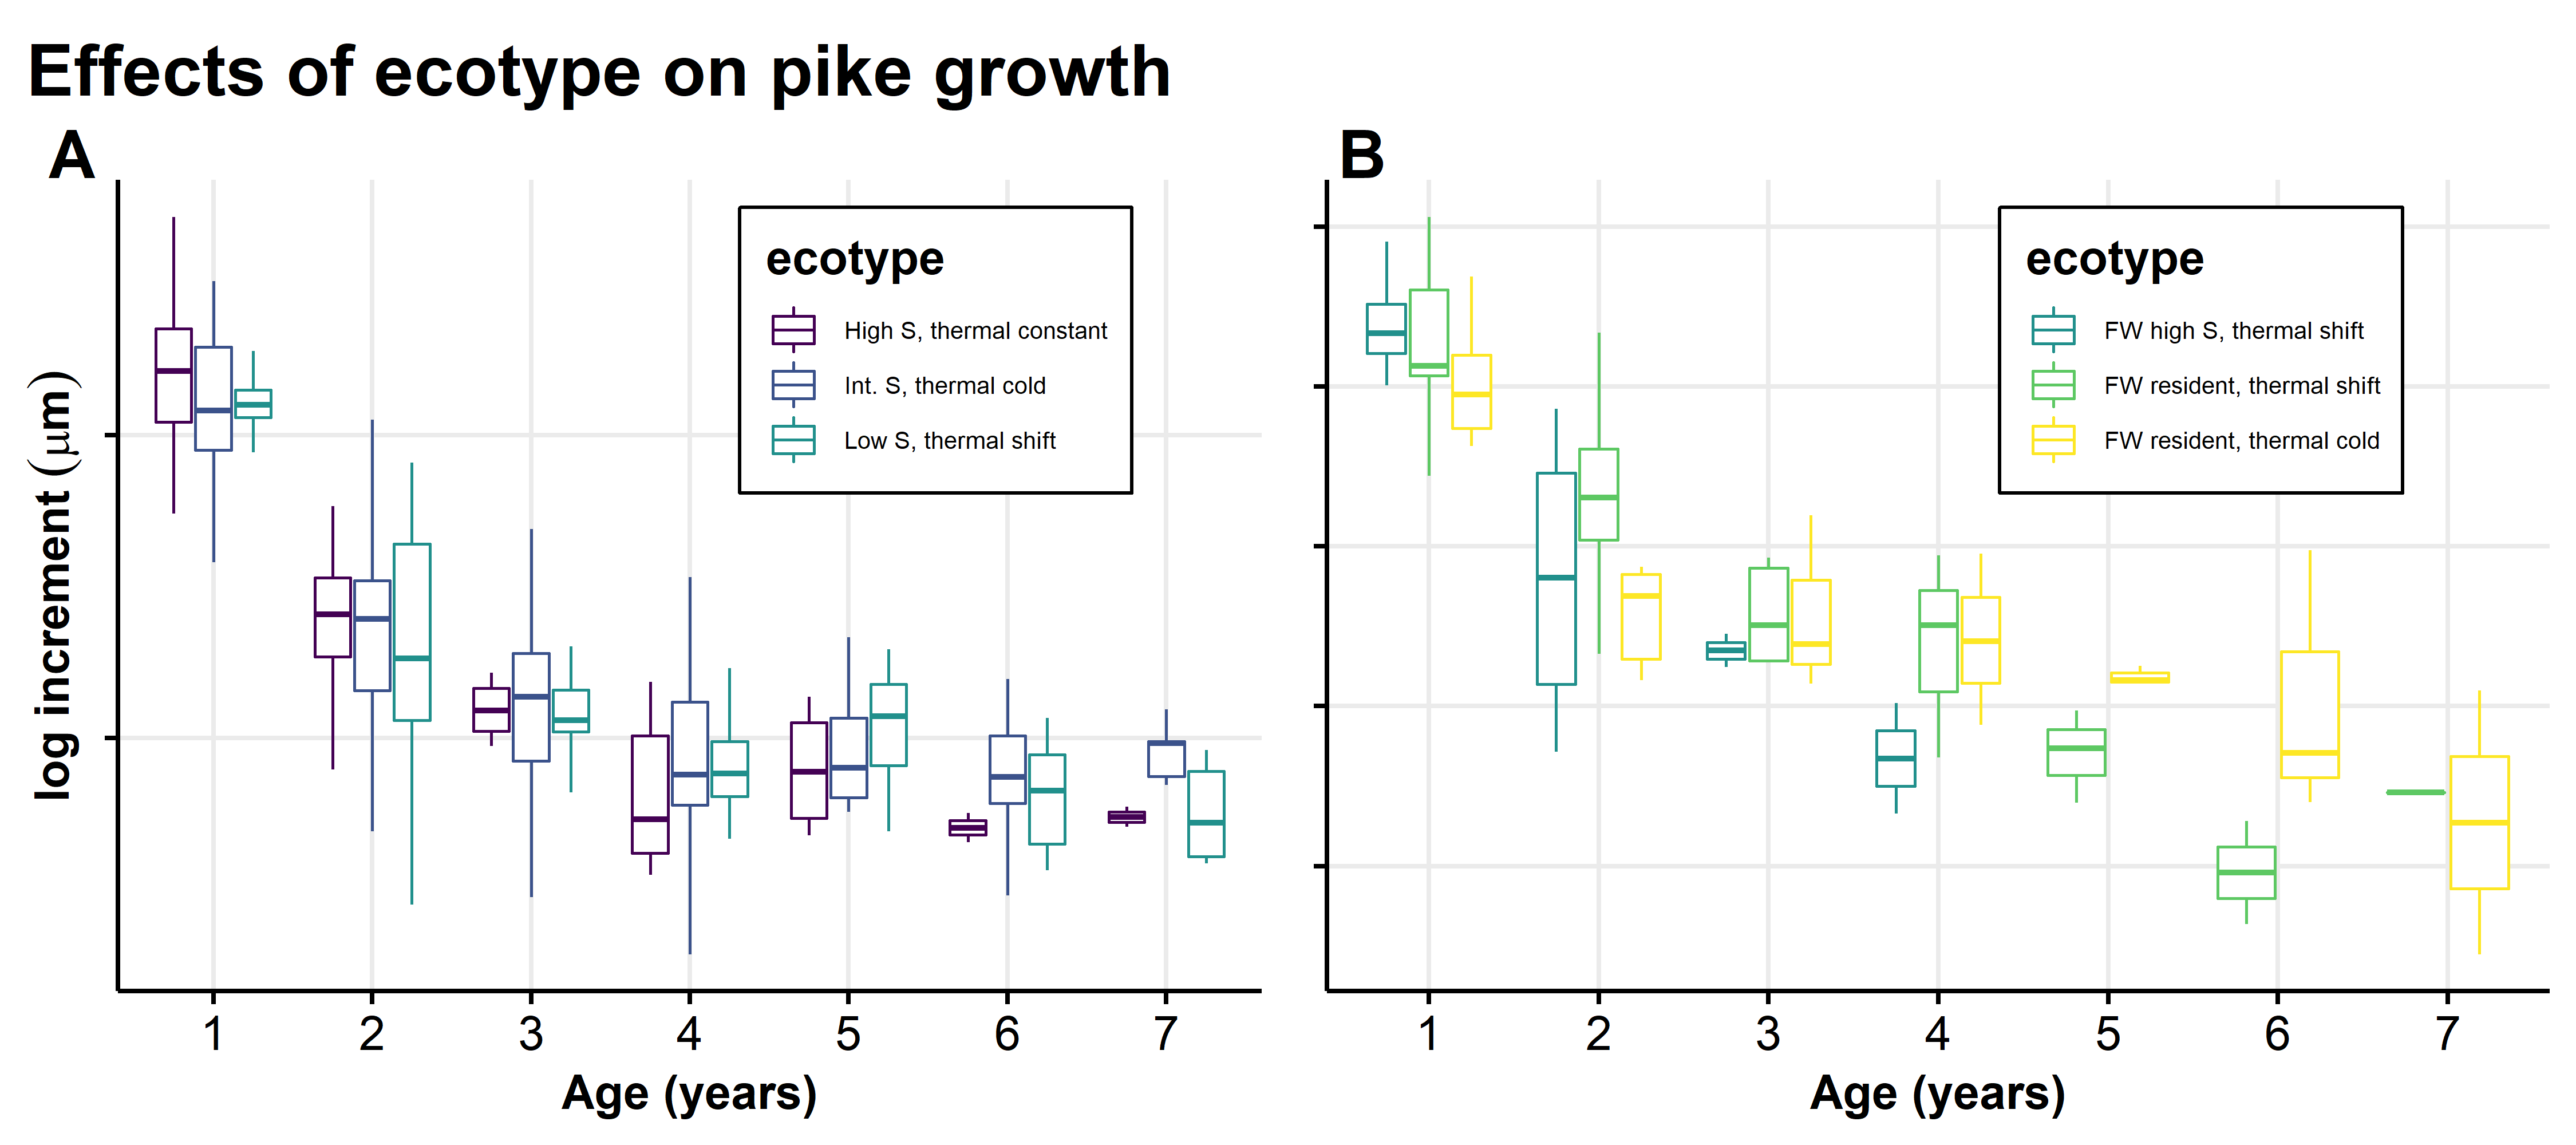 Effects of ecotype on pike growth
A
log increment (μm)
ecotype
High S, thermal constant
Int. S, thermal cold
Low S, thermal shift
1 2 3 4 5 6 7
Age (years)
B
ecotype
FW high S, thermal shift
FW resident, thermal shift
FW resident, thermal cold
1 2 3 4 5 6 7
Age (years)